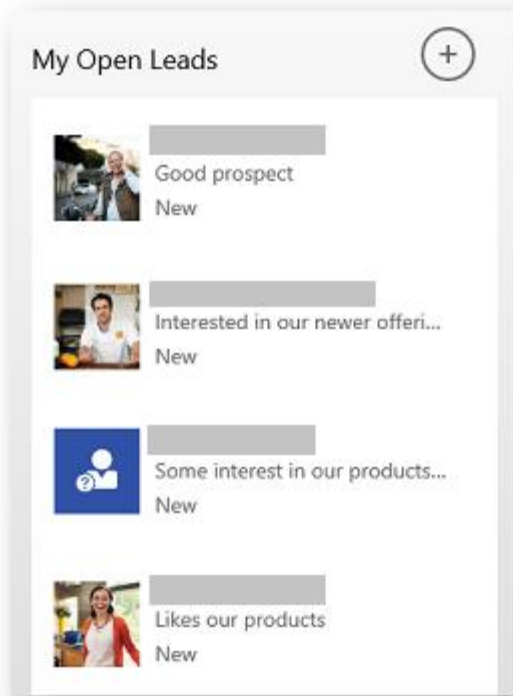 My Open Leads
+
Good prospect
New
Interested in our newer offeri...
New
?
Some interest in our products...
New
Likes our products
New